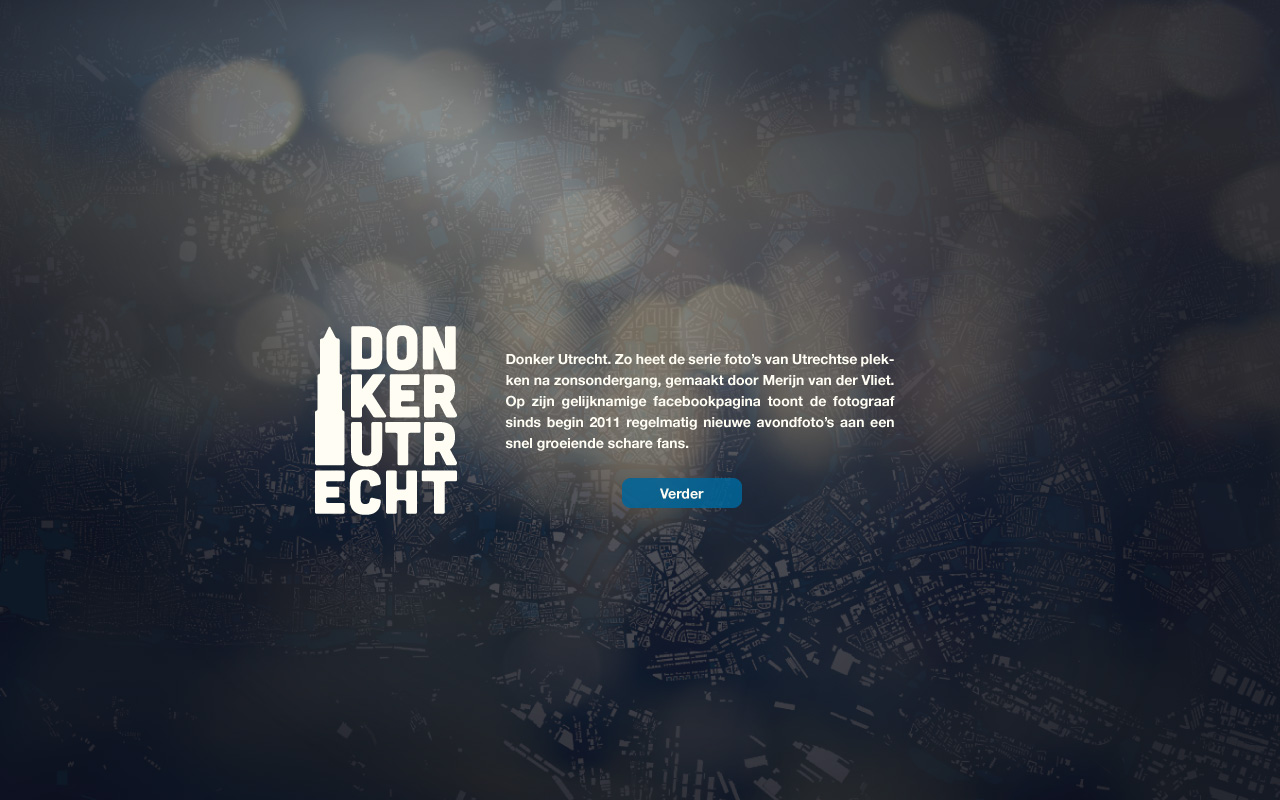 DON
KER
UTR
ECHT
Donker Utrecht. Zo heet de serie foto’s van Utrechtse plek-
ken na zonsondergang, gemaakt door Merijn van der Vliet.
Op zijn gelijknamige facebookpagina toont de fotograaf
sinds begin 2011 regelmatig nieuwe avondfoto’s aan een
snel groeiende schare fans.
Verder